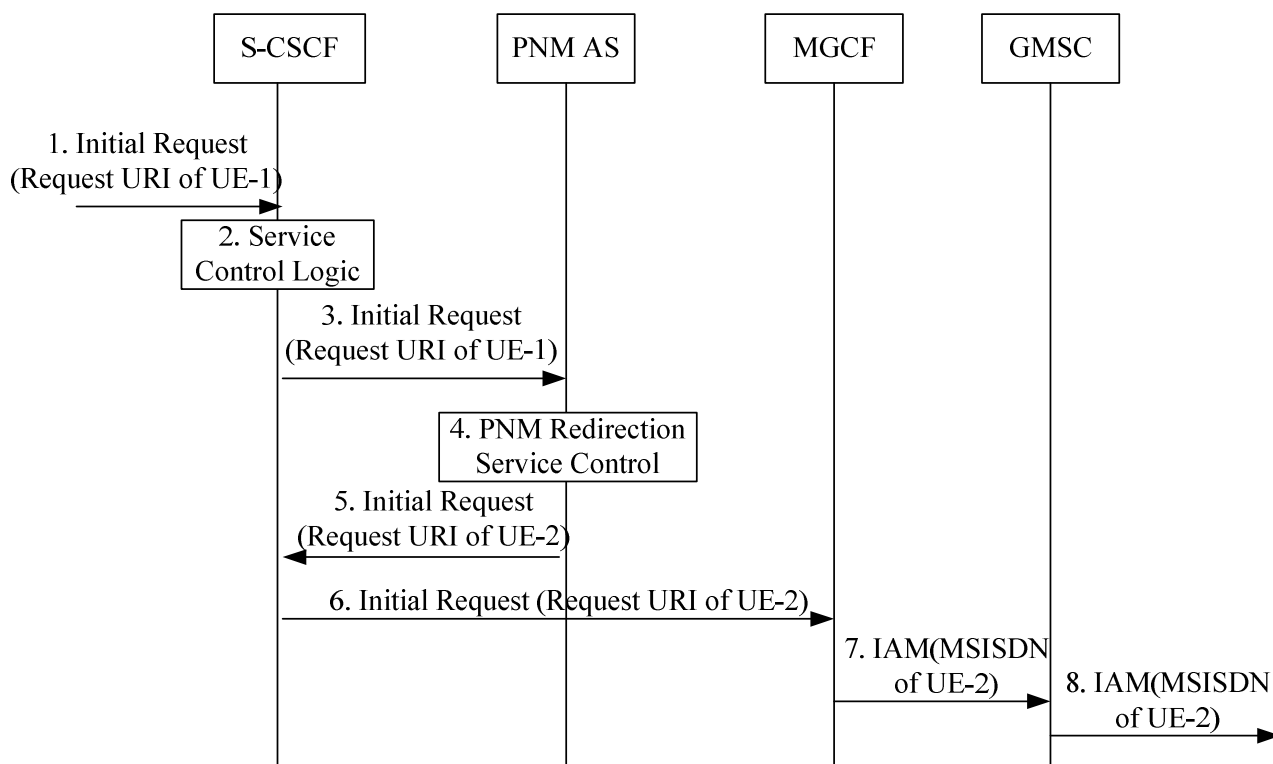 S-CSCF
PNM AS
MGCF
GMSC
1. Initial Request
(Request URI of UE-1)
2. Service
Control Logic
3. Initial Request
(Request URI of UE-1)
4. PNM Redirection
Service Control
5. Initial Request
(Request URI of UE-2)
6. Initial Request (Request URI of UE-2)
7. IAM(MSISDN
of UE-2)
8. IAM(MSISDN
of UE-2)